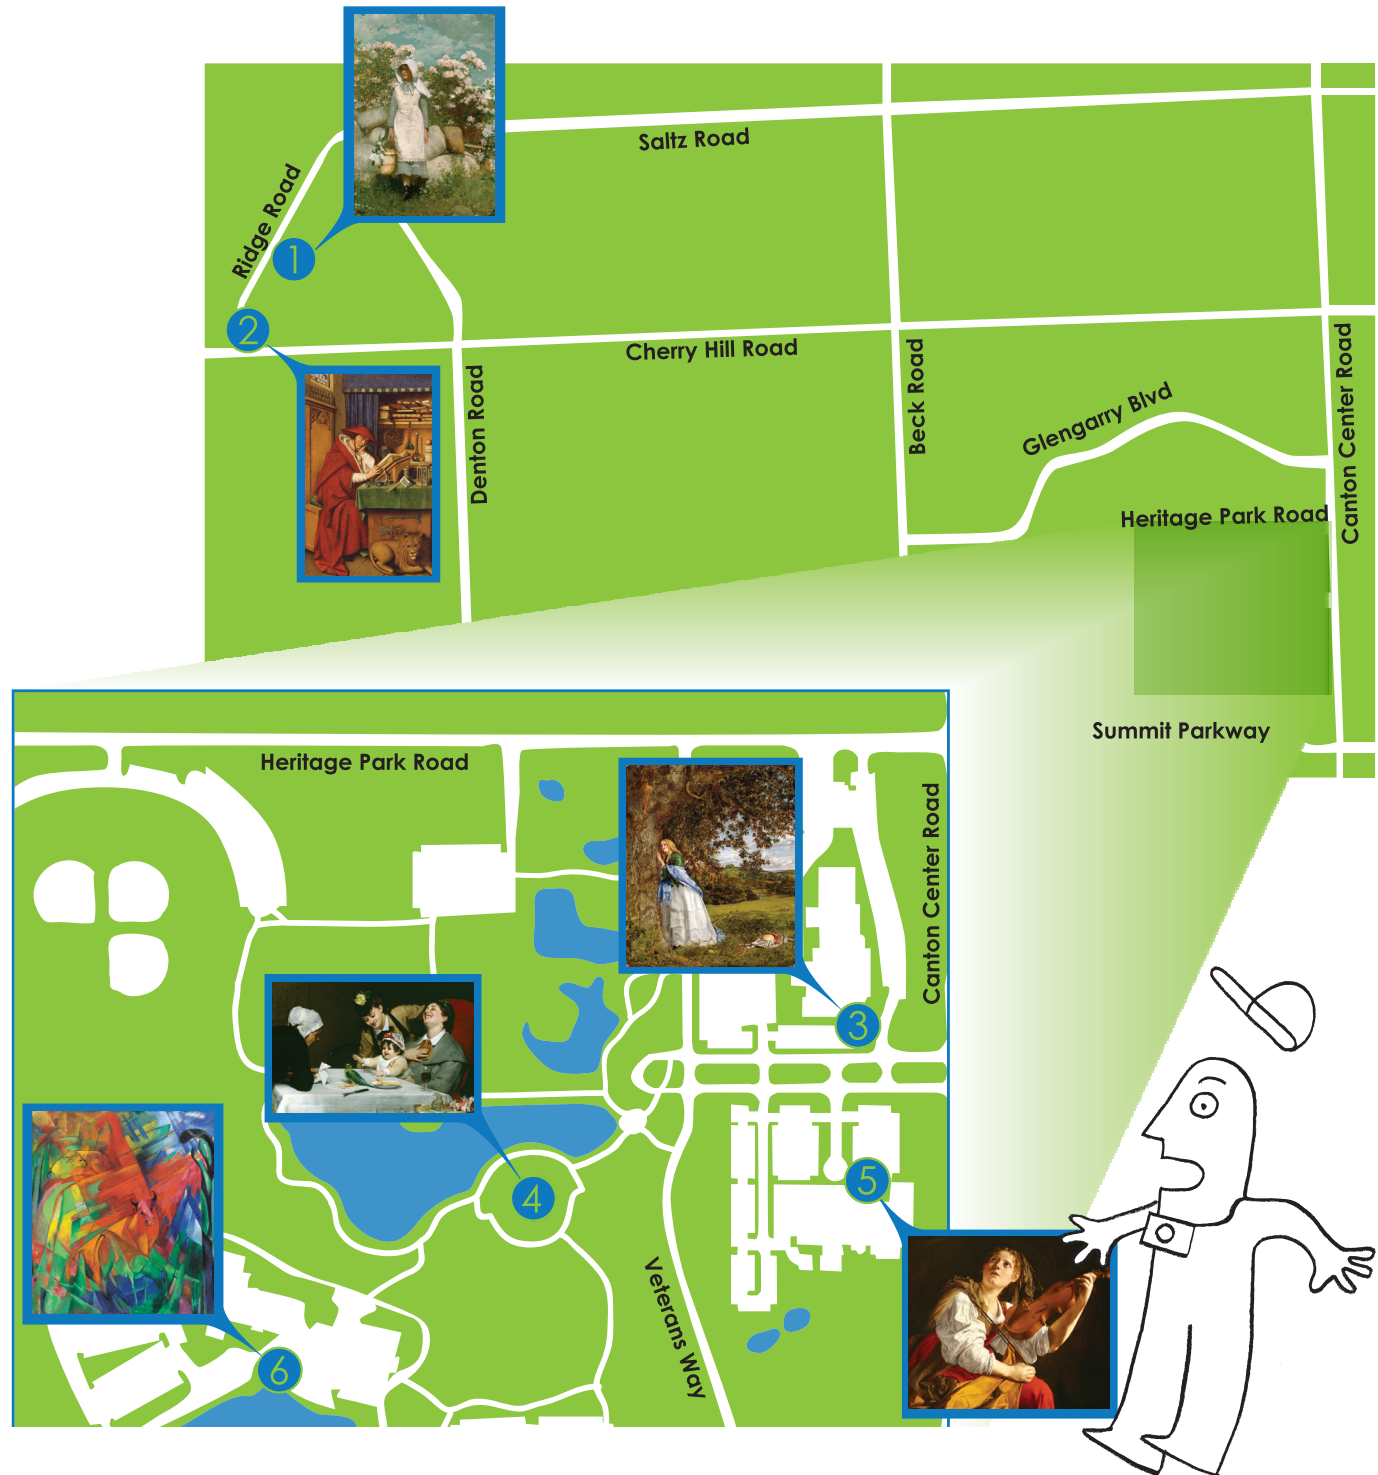 Saltz Road
Ridge Road
1
2
Cherry Hill Road
Denton Road
Beck Road
Glengarry Blvd
Canton Center Road
Heritage Park Road
Summit Parkway
Heritage Park Road
Canton Center Road
3
4
5
Veterans Way
6